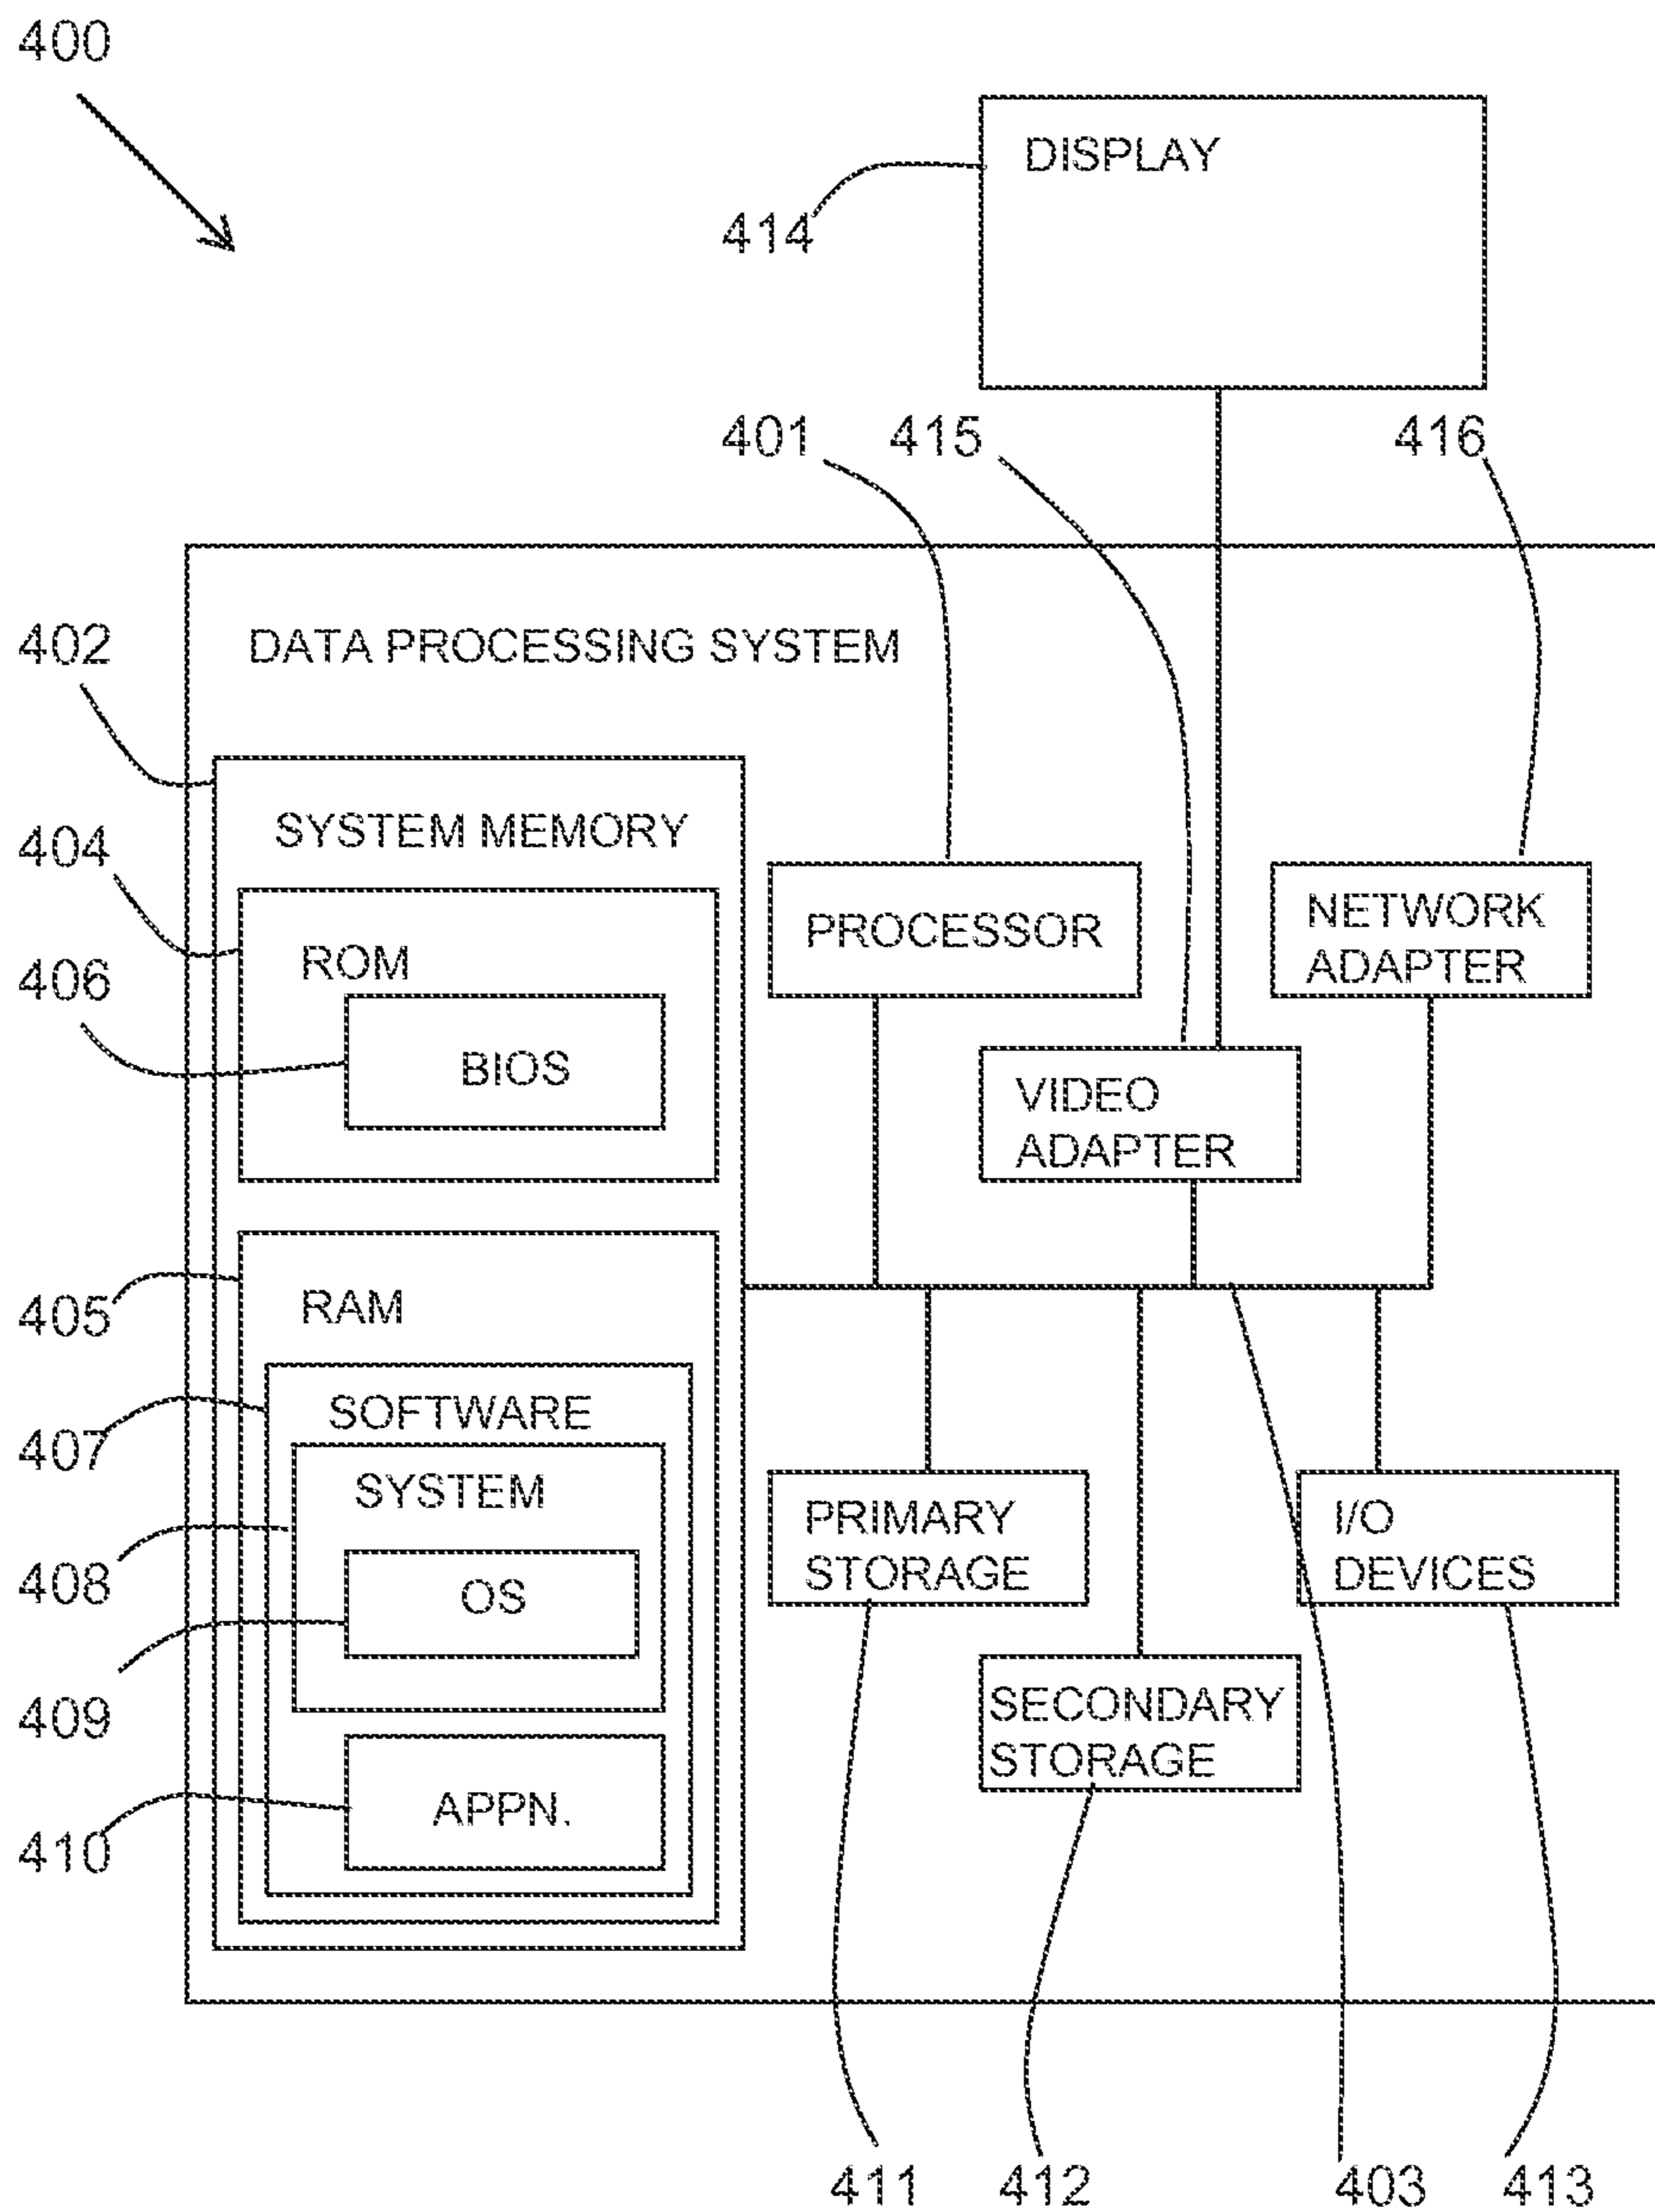 400
DISPLAY
414
401
415
416
DATA PROCESSING SYSTEM
402
SYSTEM MEMORY
404
ROM
406
BIOS
PROCESSOR
NETWORK
ADAPTER
VIDEO
ADAPTER
405
RAM
407
SOFTWARE
SYSTEM
408
OS
409
APPN.
410
PRIMARY
STORAGE
I/O
DEVICES
SECONDARY
STORAGE
411
412
403
413